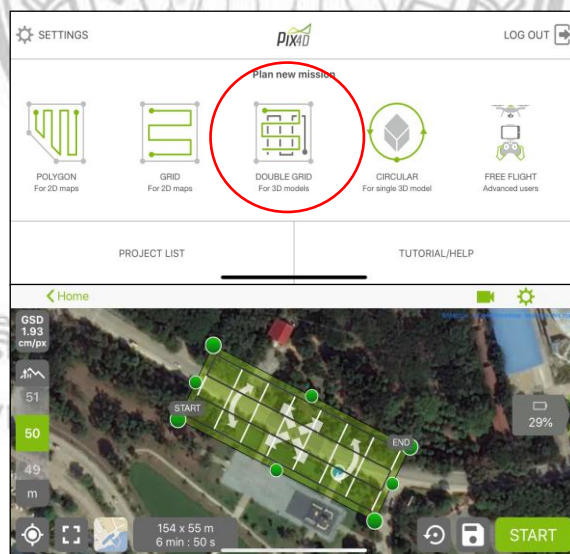 SETTINGS
PIX4D
LOG OUT
Plan new mission
POLYGON
For 2D maps
GRID
For 2D maps
DOUBLE GRID
For 3D models
CIRCULAR
For single 3D model
FREE FLIGHT
Advanced users
PROJECT LIST
TUTORIAL/HELP
Home
GSD
1.93
cm/px
51
50
49
m
START
END
29%
154 x 55 m
6 min : 50 s
START